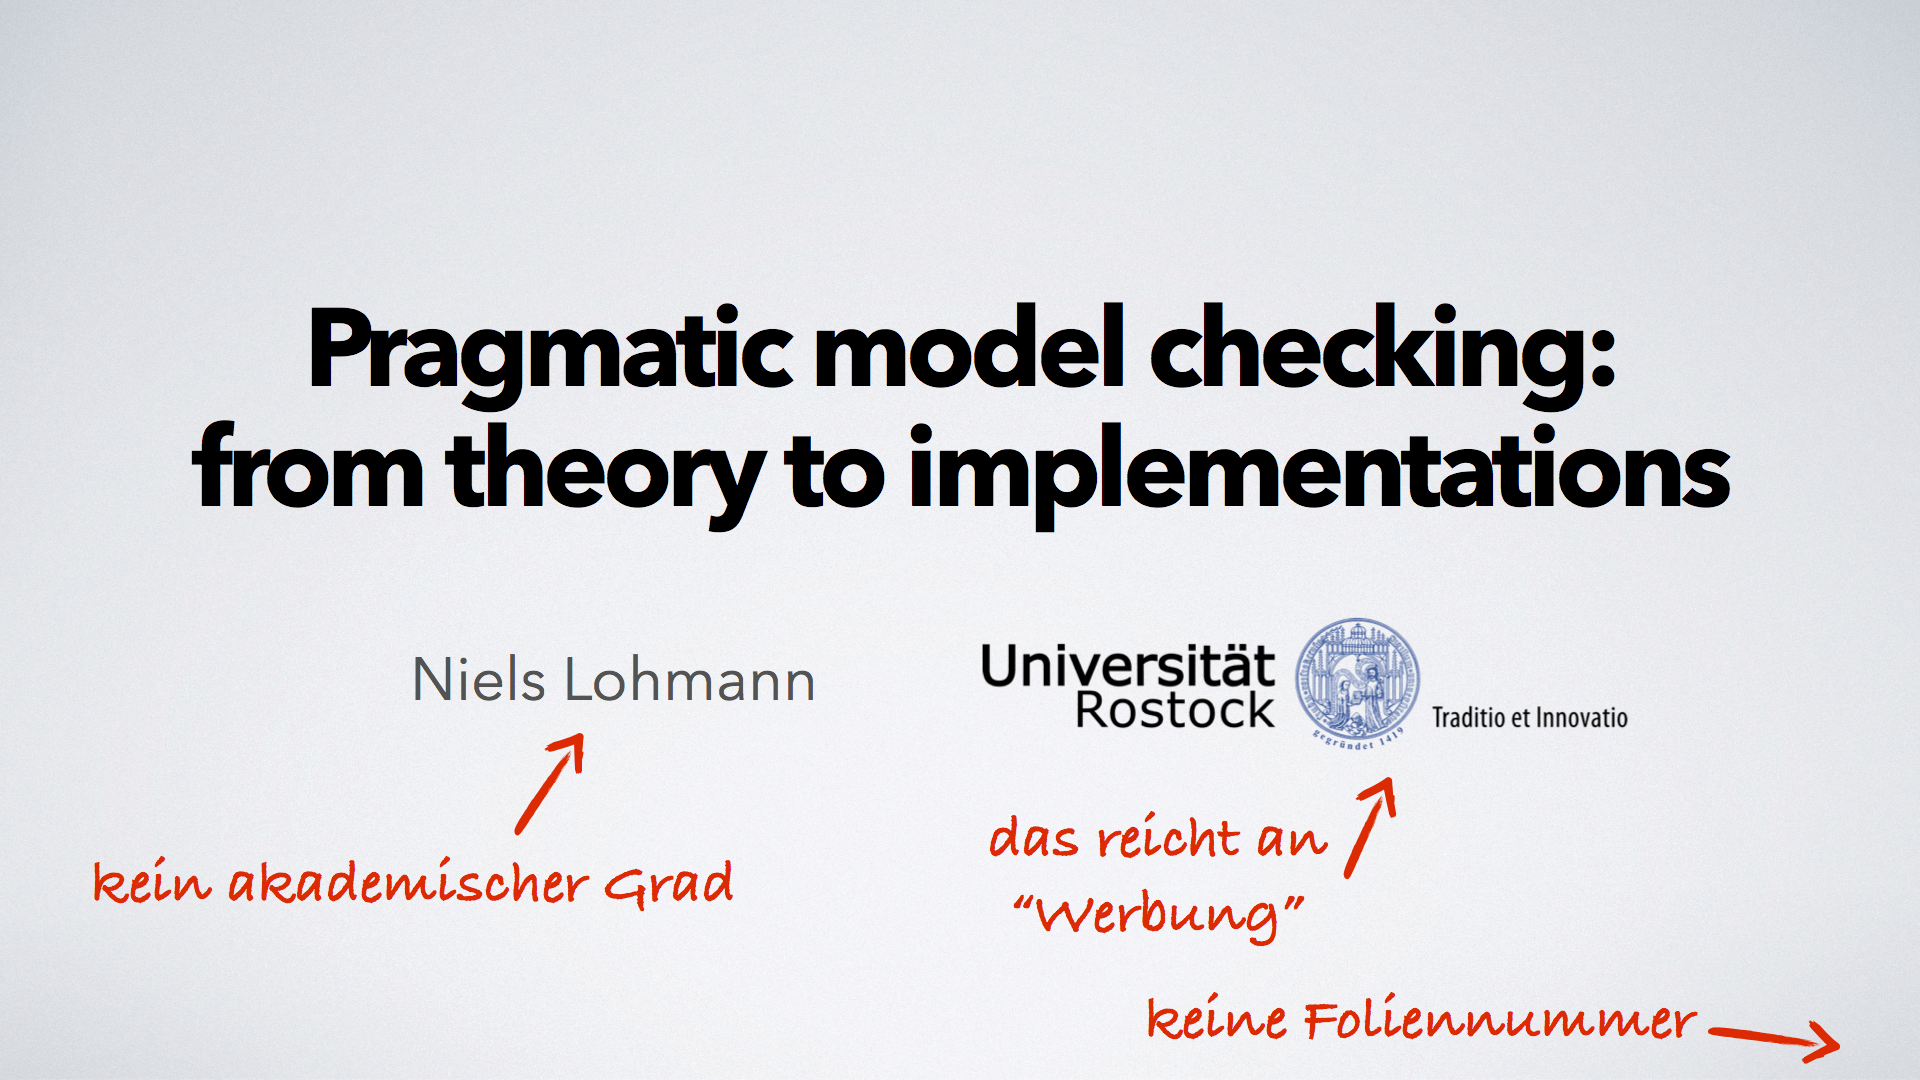 Pragmatic model checking:
from theory to implementations
Niels Lohmann
Universität
Rostock
gegründet 1419
Traditio et Innovatio
kein akademischer Grad
das reicht an
“Werbung”
keine Foliennummer